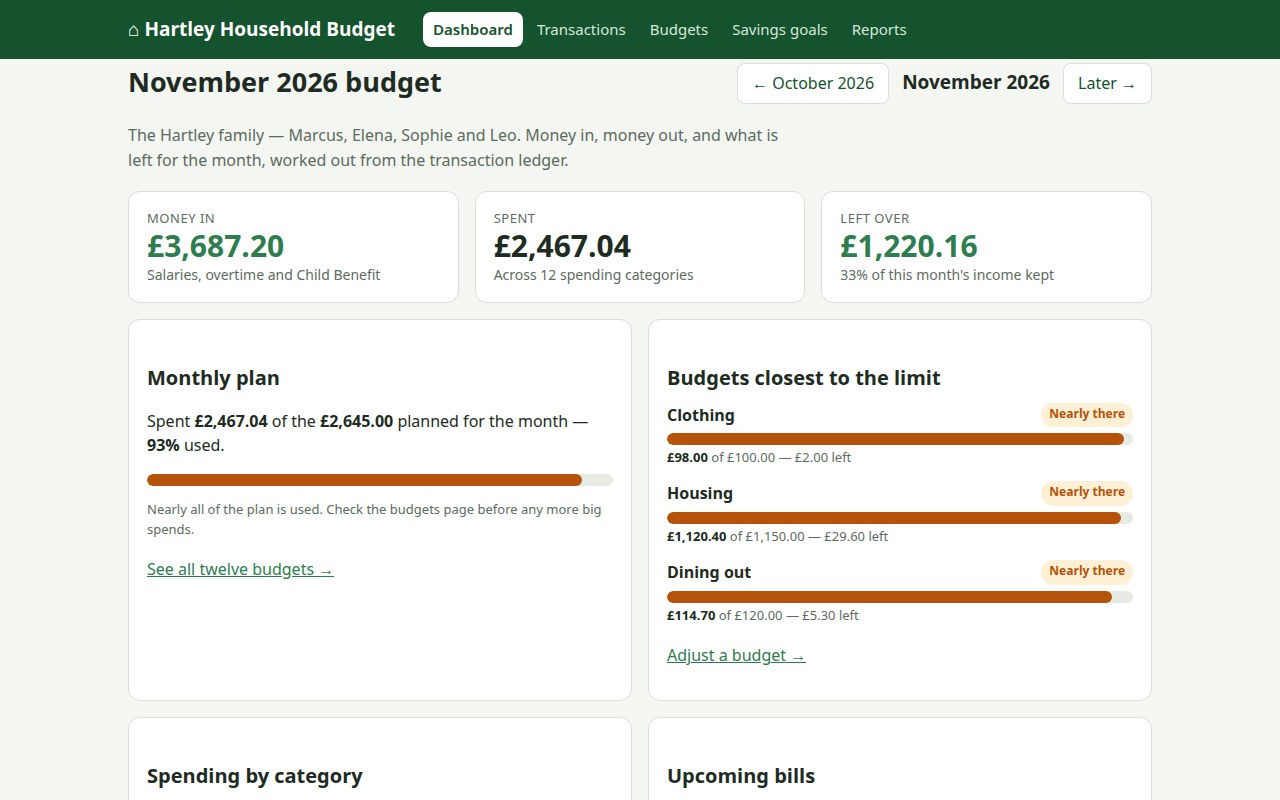 ⌂ Hartley Household Budget
Dashboard
Transactions
Budgets
Savings goals
Reports
November 2026 budget
← October 2026
November 2026
Later →
The Hartley family — Marcus, Elena, Sophie and Leo. Money in, money out, and what is
left for the month, worked out from the transaction ledger.
MONEY IN
£3,687.20
Salaries, overtime and Child Benefit
SPENT
£2,467.04
Across 12 spending categories
LEFT OVER
£1,220.16
33% of this month's income kept
Monthly plan
Spent £2,467.04 of the £2,645.00 planned for the month —
93% used.
Nearly all of the plan is used. Check the budgets page before any more big
spends.
See all twelve budgets →
Budgets closest to the limit
Clothing
Nearly there
£98.00 of £100.00 — £2.00 left
Housing
Nearly there
£1,120.40 of £1,150.00 — £29.60 left
Dining out
Nearly there
£114.70 of £120.00 — £5.30 left
Adjust a budget →
Spending by category
Upcoming bills